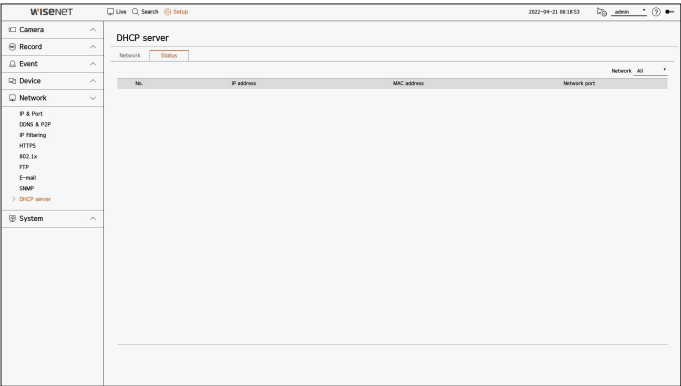 WISENET
Live Search Setup
2022-04-21 06:18:53 admin ?
Camera
Record
Event
Device
Network
IP & Port
DDNS & P2P
IP filtering
HTTPS
802.1x
FTP
E-mail
SNMP
> DHCP server
System
DHCP server
Network Status
Network All
No. IP address MAC address Network port